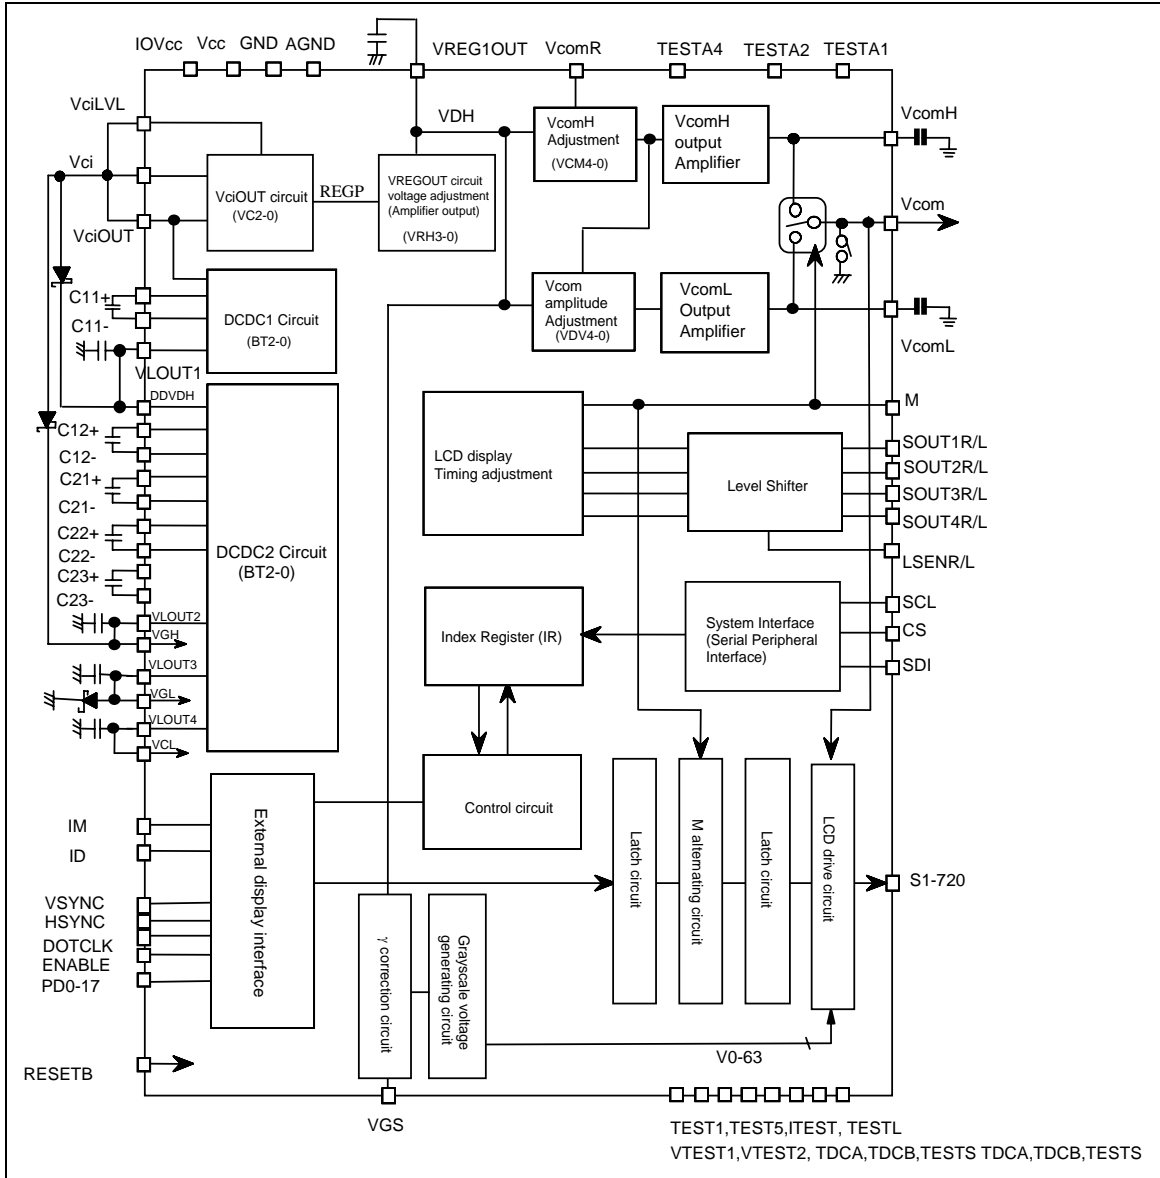 IOVcc Vcc GND AGND VREG1OUT VcomR TESTA4 TESTA2 TESTA1
VciLVL
Vci
VciOUT
VciOUT circuit
(VC2-0)
REGP
VDH
VREGOUT circuit
voltage adjustment
(Amplifier output)
(VRH3-0)
VcomH
Adjustment
(VCM4-0)
VcomH
output
Amplifier
VcomH
Vcom
Vcom
amplitude
Adjustment
(VDV4-0)
VcomL
Output
Amplifier
VcomL
C11+
C11-
DCDC1 Circuit
(BT2-0)
VLOUT1
DDVDH
C12+
C12-
C21+
C21-
C22+
C22-
C23+
C23-
VLOUT2
VGH
VLOUT3
VGL
VLOUT4
VCL
DCDC2 Circuit
(BT2-0)
LCD display
Timing adjustment
Level Shifter
M
SOUT1R/L
SOUT2R/L
SOUT3R/L
SOUT4R/L
LSENR/L
Index Register (IR)
System Interface
(Serial Peripheral
Interface)
SCL
CS
SDI
Control circuit
IM
ID
VSYNC
HSYNC
DOTCLK
ENABLE
PD0-17
RESETB
External display
interface
γ correction circuit
Grayscale voltage
generating circuit
Latch circuit
M alternating circuit
Latch circuit
LCD drive circuit
S1-720
V0-63
VGS
TEST1,TEST5,ITEST, TESTL
VTEST1,VTEST2, TDCA,TDCB,TESTS TDCA,TDCB,TESTS